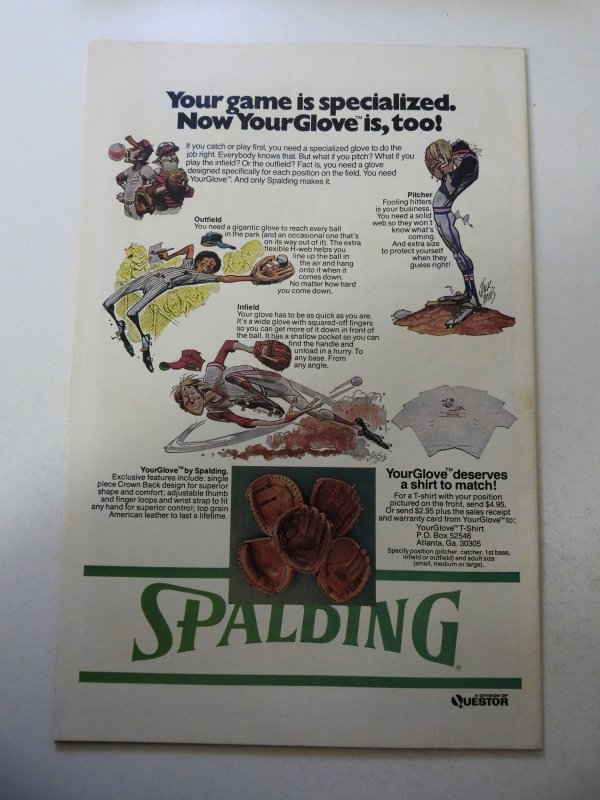 Your game is specialized.
Now YourGlove™ is, too!
If you catch or play first, you need a specialized glove to do the
job right. Everybody knows that. But what if you pitch? What if you
play the infield? Or the outfield? Fact is, you need a glove
designed specifically for each position on the field. You need
YourGlove™. And only Spalding makes it.
Pitcher
Fooling hitters
is your business.
You need a solid
web so they won't
know what's
coming.
And extra size
to protect yourself
when they
guess right!
Outfield
You need a gigantic glove to reach every ball
in the park (and an occasional one that's
on its way out of it). The extra
flexible H-web helps you
line up the ball in
the air and hang
onto it when it
comes down.
No matter how hard
you come down.
Infield
Your glove has to be as quick as you are.
It's a wide glove with squared-off fingers
so you can get more of it down in front of
the ball. It has a shallow pocket so you can
find the handle and
unload in a hurry. To
any base. From
any angle.
YourGlove™ by Spalding.
Exclusive features include: single
piece Crown Back design for superior
shape and comfort; adjustable thumb
and finger loops and wrist strap to fit
any hand for superior control; top grain
American leather to last a lifetime.
YourGlove™ deserves
a shirt to match!
For a T-shirt with your position
pictured on the front, send $4.95.
Or send $2.95 plus the sales receipt
and warranty card from YourGlove™ to:
YourGlove™ T-Shirt
P.O. Box 52546
Atlanta, Ga. 30305
Specify position (pitcher, catcher, 1st base,
infield or outfield) and adult size
(small, medium or large).
SPALDING®
A DIVISION OF
QUESTOR